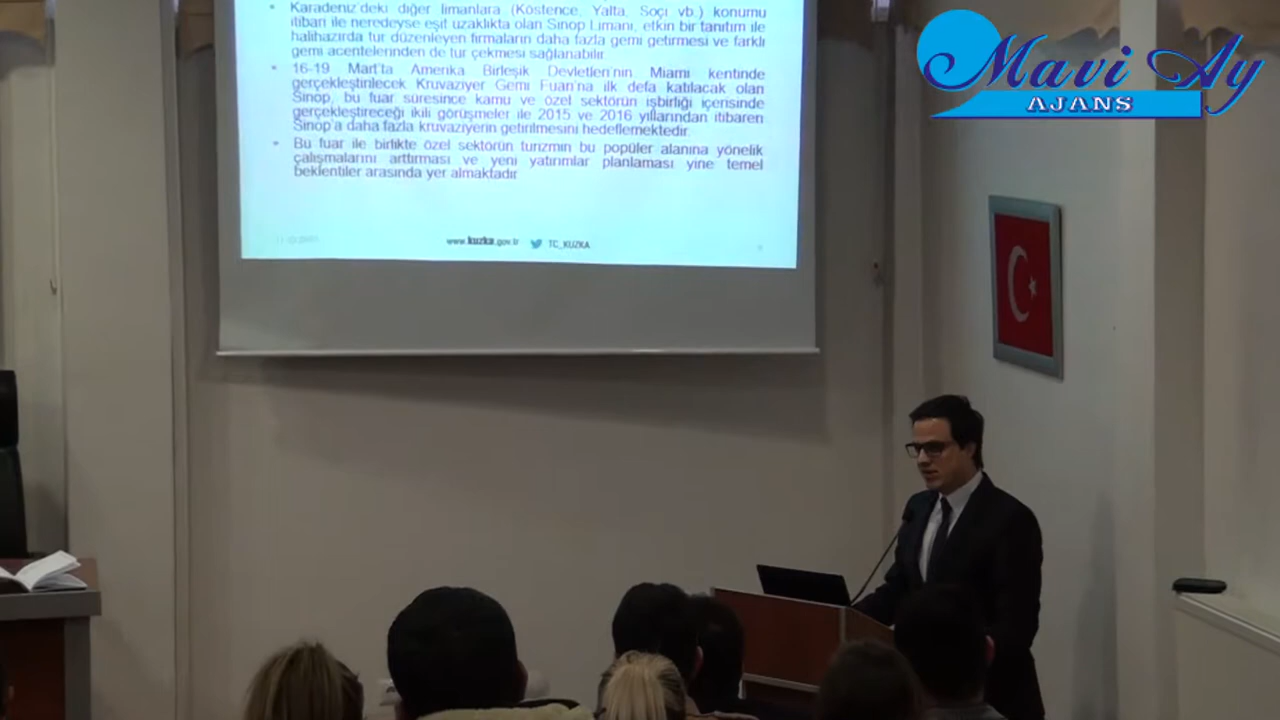 Karadeniz'deki diğer limanlara (Köstence, Yalta, Soçi vb.) konumu
itibari ile neredeyse eşit uzaklıkta olan Sinop Limanı, etkin bir tanıtım ile
halihazırda tur düzenleyen firmaların daha fazla gemi getirmesi ve farklı
gemi acentelerinden de tur çekmesi sağlanabilir.
16-19 Mart'ta Amerika Birleşik Devletleri'nin Miami kentinde
gerçekleştirilecek Kruvaziyer Gemi Fuarı'na ilk defa katılacak olan
Sinop, bu fuar süresince kamu ve özel sektörün işbirliği içerisinde
gerçekleştireceği ikili görüşmeler ile 2015 ve 2016 yıllarından itibaren
Sinop'a daha fazla kruvaziyerin getirilmesini hedeflemektedir.
Bu fuar ile birlikte özel sektörün turizmin bu popüler alanına yönelik
çalışmalarını arttırması ve yeni yatırımlar planlaması yine temel
beklentiler arasında yer almaktadır.
www.kuzka.gov.tr TC_KUZKA
Mavi Ay
AJANS